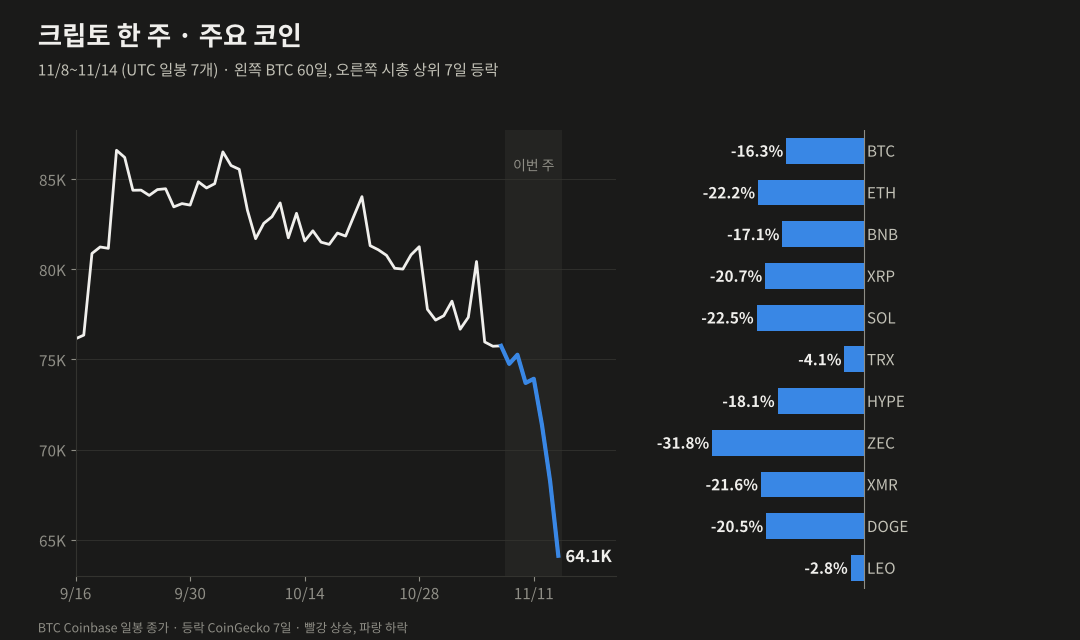 크립토 한 주 · 주요 코인
11/8~11/14 (UTC 일봉 7개) · 왼쪽 BTC 60일, 오른쪽 시총 상위 7일 등락
이번 주
85K
80K
75K
70K
65K
64.1K
9/16
9/30
10/14
10/28
11/11
-16.3% BTC
-22.2% ETH
-17.1% BNB
-20.7% XRP
-22.5% SOL
-4.1% TRX
-18.1% HYPE
-31.8% ZEC
-21.6% XMR
-20.5% DOGE
-2.8% LEO
BTC Coinbase 일봉 종가 · 등락 CoinGecko 7일 · 빨강 상승, 파랑 하락